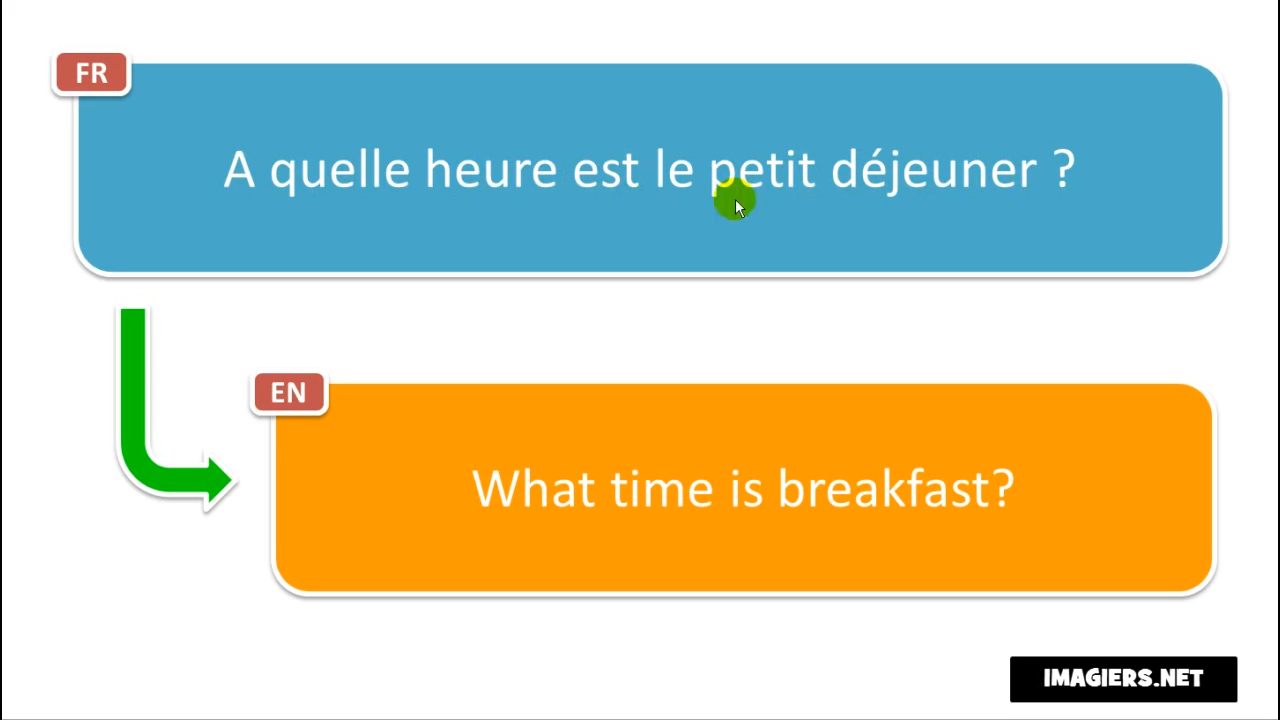 FR
A quelle heure est le petit déjeuner ?
EN
What time is breakfast?
IMAGIERS.NET